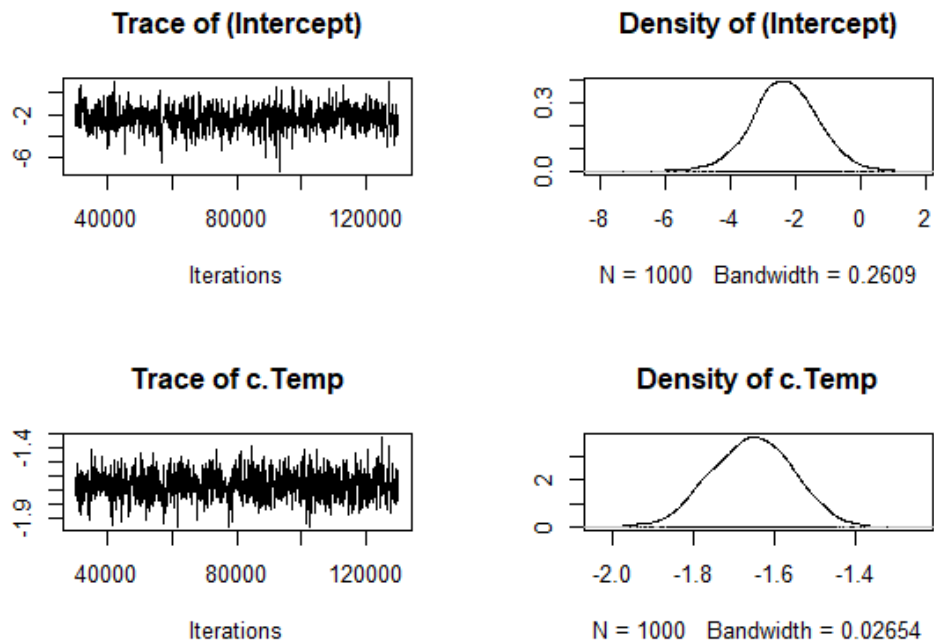 Trace of (Intercept)
-2
-6
40000 80000 120000
Iterations
Density of (Intercept)
0.3
0.0
-8 -6 -4 -2 0 2
N = 1000 Bandwidth = 0.2609
Trace of c.Temp
-1.4
-1.9
40000 80000 120000
Iterations
Density of c.Temp
2
0
-2.0 -1.8 -1.6 -1.4
N = 1000 Bandwidth = 0.02654